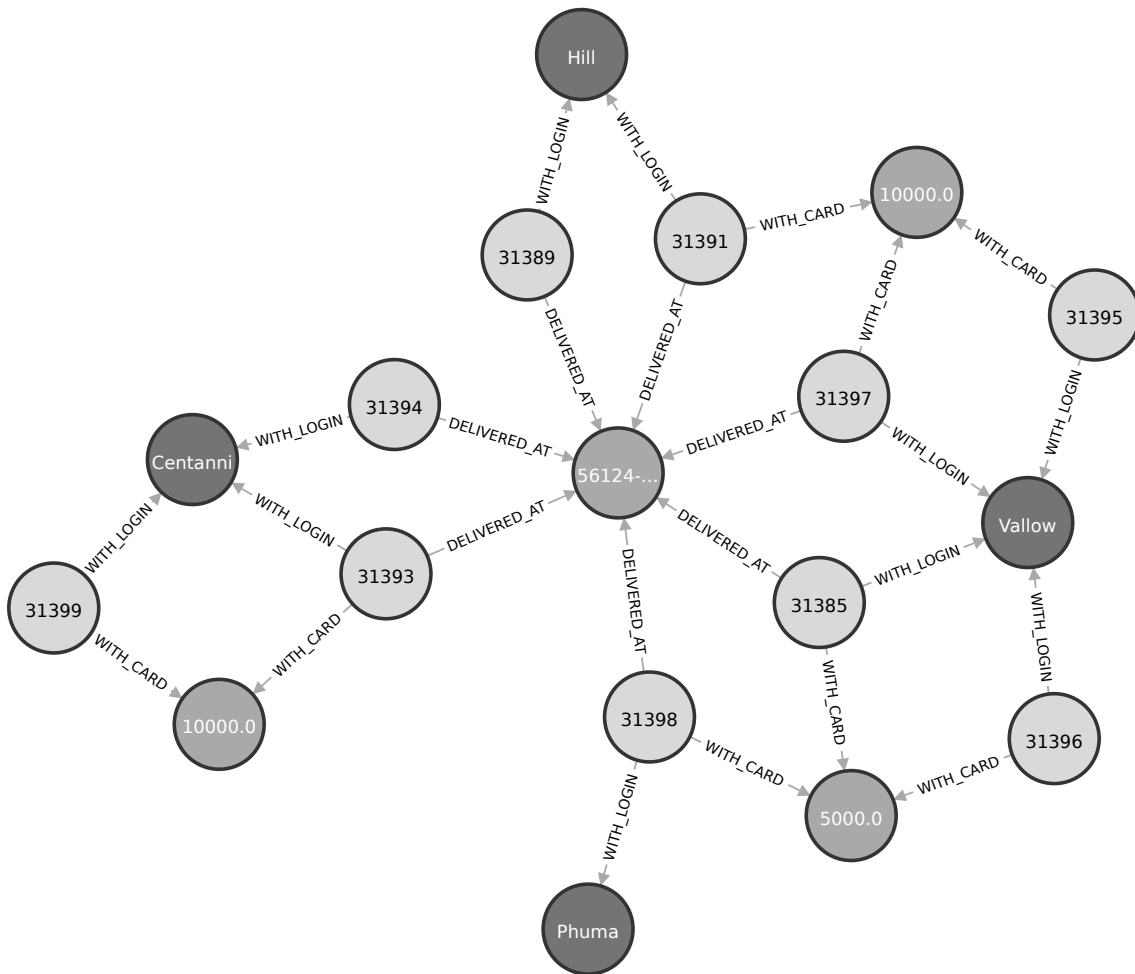 Hill
WITH_LOGIN
WITH_LOGIN
10000.0
WITH_CARD
31391
31389
WITH_CARD
WITH_CARD
31395
DELIVERED_AT
DELIVERED_AT
31394
31397
WITH_LOGIN
WITH_LOGIN
DELIVERED_AT
DELIVERED_AT
WITH_LOGIN
Centanni
56124-...
WITH_LOGIN
WITH_LOGIN
DELIVERED_AT
DELIVERED_AT
Vallow
31393
WITH_LOGIN
31399
31385
DELIVERED_AT
WITH_LOGIN
WITH_CARD
WITH_CARD
WITH_CARD
31398
10000.0
31396
WITH_CARD
WITH_CARD
5000.0
WITH_LOGIN
Phuma